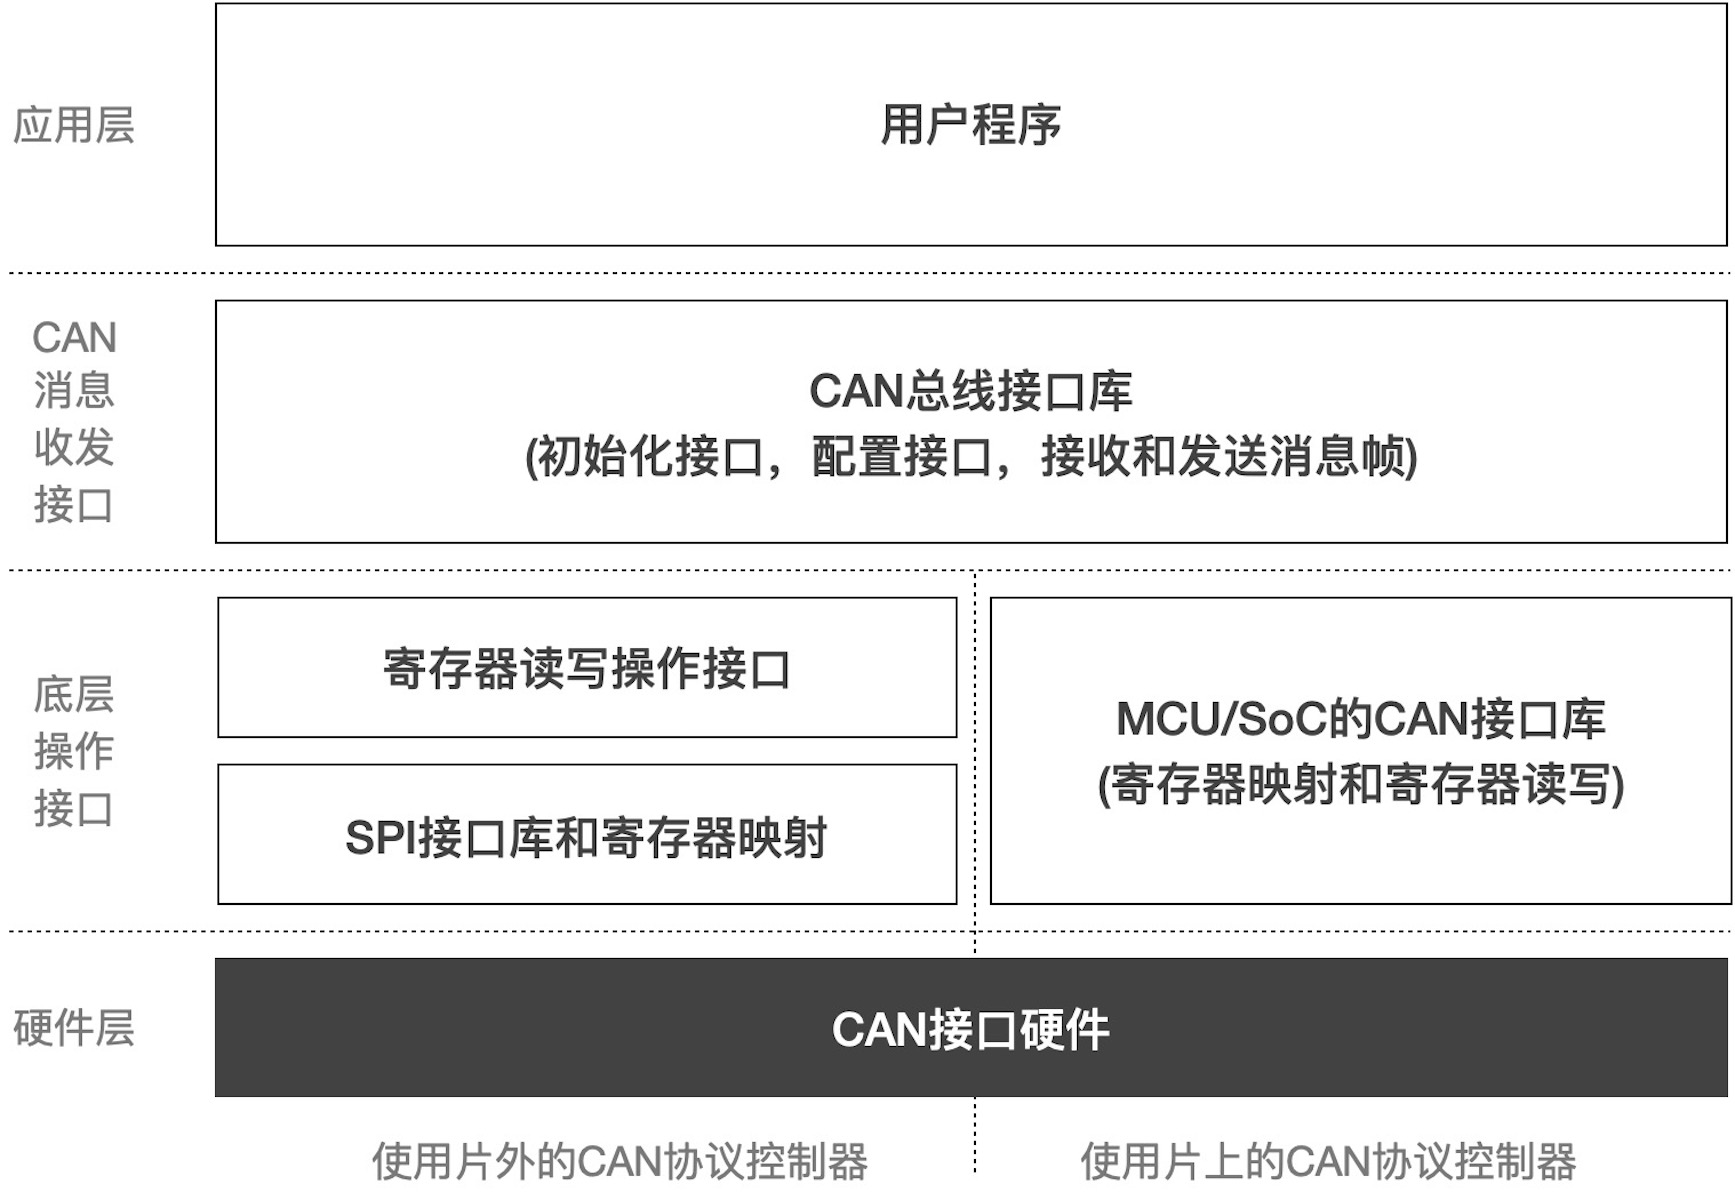 应用层
用户程序
CAN
消息
收发
接口
CAN总线接口库
(初始化接口，配置接口，接收和发送消息帧)
底层
操作
接口
寄存器读写操作接口
SPI接口库和寄存器映射
MCU/SoC的CAN接口库
(寄存器映射和寄存器读写)
硬件层
CAN接口硬件
使用片外的CAN协议控制器
使用片上的CAN协议控制器